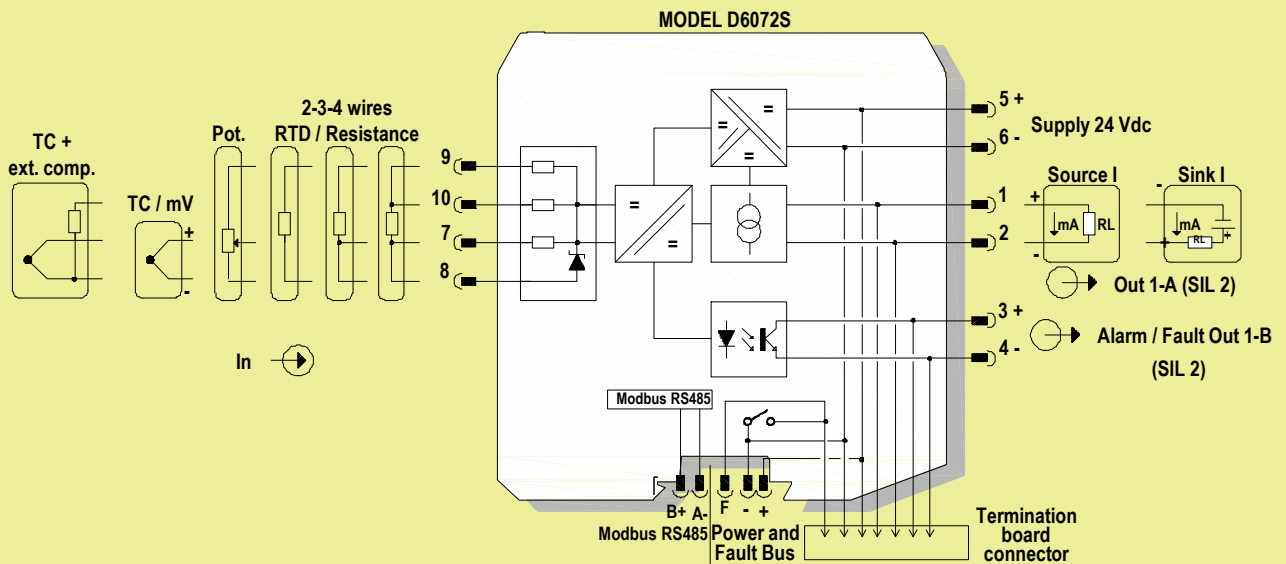 MODEL D6072S
2-3-4 wires
RTD / Resistance
TC +
ext. comp.
Pot.
TC / mV
+
-
In
9
10
7
8
=
=
=
=
=
5 +
6 -
Supply 24 Vdc
1
2
Source I
Sink I
+
-
mA
RL
-
+
mA
RL
+
Out 1-A (SIL 2)
3 +
4 -
Alarm / Fault Out 1-B
(SIL 2)
Modbus RS485
B+
A-
F
-
+
Modbus RS485
Power and
Fault Bus
Termination
board
connector